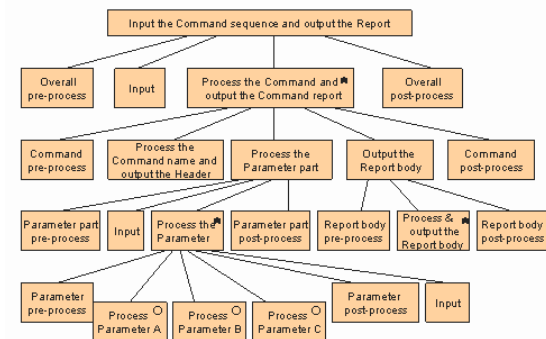 Input the Command sequence and output the Report
Overall
pre-process
Input
Process the Command and
output the Command report
Overall
post-process
Command
pre-process
Process the
Command name and
output the Header
Process the
Parameter part
Output the
Report body
Command
post-process
Parameter part
pre-process
Input
Process the
Parameter
Parameter part
post-process
Report body
pre-process
Process &
output the
Report body
Report body
post-process
Parameter
pre-process
Process
Parameter A
Process
Parameter B
Process
Parameter C
Parameter
post-process
Input